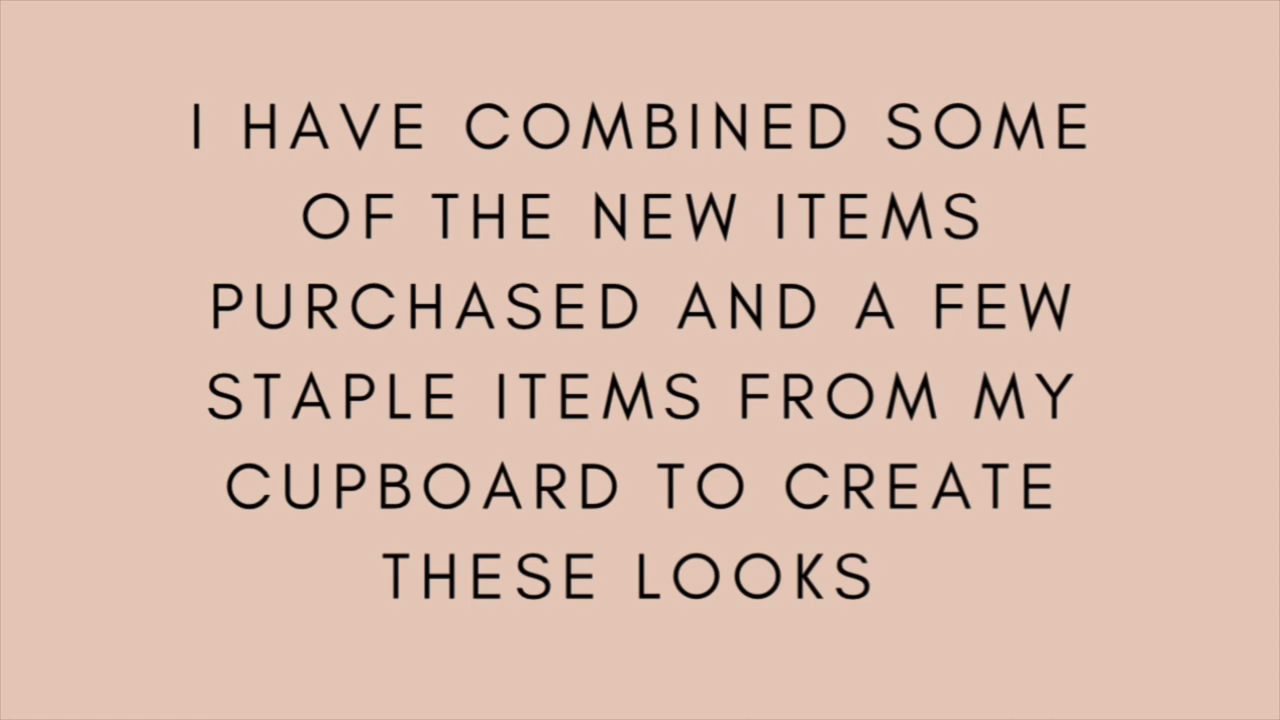 I HAVE COMBINED SOME
OF THE NEW ITEMS
PURCHASED AND A FEW
STAPLE ITEMS FROM MY
CUPBOARD TO CREATE
THESE LOOKS